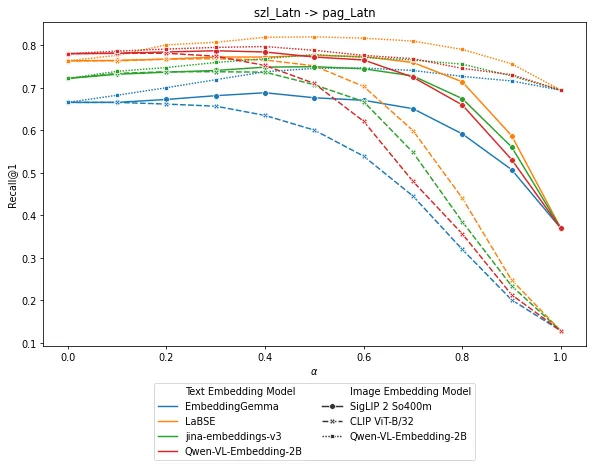 szl_Latn -> pag_Latn
Recall@1
0.8
0.7
0.6
0.5
0.4
0.3
0.2
0.1
0.0 0.2 0.4 0.6 0.8 1.0
α
Text Embedding Model Image Embedding Model
EmbeddingGemma SigLIP 2 So400m
LaBSE CLIP ViT-B/32
jina-embeddings-v3 Qwen-VL-Embedding-2B
Qwen-VL-Embedding-2B